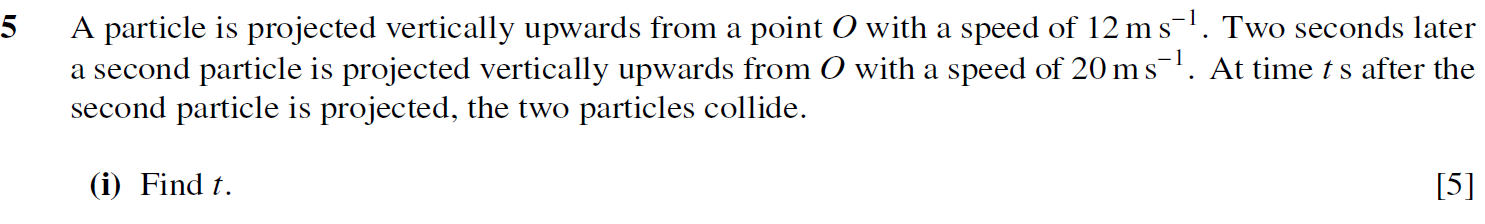 5 A particle is projected vertically upwards from a point O with a speed of 12 m s⁻¹. Two seconds later
a second particle is projected vertically upwards from O with a speed of 20 m s⁻¹. At time t s after the
second particle is projected, the two particles collide.
(i) Find t. [5]